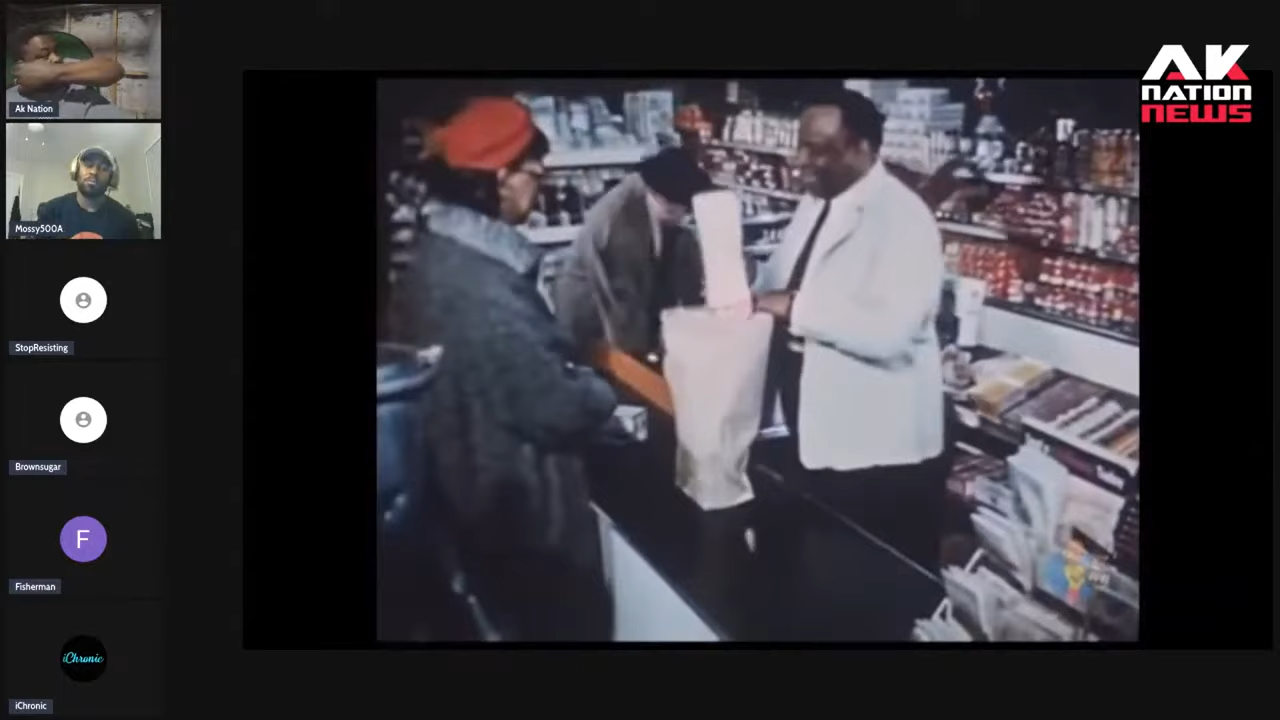 Ak Nation
Mossy500A
StopResisting
Brownsugar
F
Fisherman
iChronic
iChronic
AK
NATION
NEWS